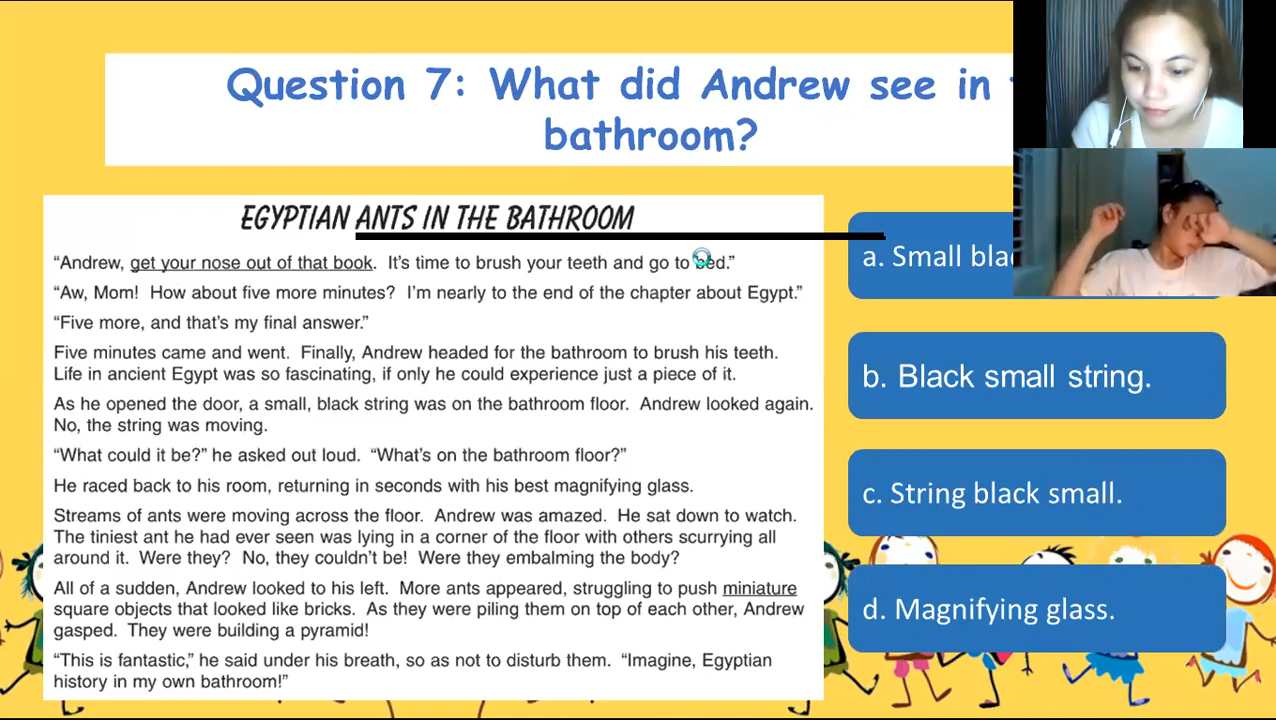 Question 7: What did Andrew see in
bathroom?
EGYPTIAN ANTS IN THE BATHROOM
“Andrew, get your nose out of that book. It’s time to brush your teeth and go to bed.”
“Aw, Mom! How about five more minutes? I’m nearly to the end of the chapter about Egypt.”
“Five more, and that’s my final answer.”
Five minutes came and went. Finally, Andrew headed for the bathroom to brush his teeth.
Life in ancient Egypt was so fascinating, if only he could experience just a piece of it.
As he opened the door, a small, black string was on the bathroom floor. Andrew looked again.
No, the string was moving.
“What could it be?” he asked out loud. “What’s on the bathroom floor?”
He raced back to his room, returning in seconds with his best magnifying glass.
Streams of ants were moving across the floor. Andrew was amazed. He sat down to watch.
The tiniest ant he had ever seen was lying in a corner of the floor with others scurrying all
around it. Were they? No, they couldn’t be! Were they embalming the body?
All of a sudden, Andrew looked to his left. More ants appeared, struggling to push miniature
square objects that looked like bricks. As they were piling them on top of each other, Andrew
gasped. They were building a pyramid!
“This is fantastic,” he said under his breath, so as not to disturb them. “Imagine, Egyptian
history in my own bathroom!”
a. Small
b. Black small string.
c. String black small.
d. Magnifying glass.